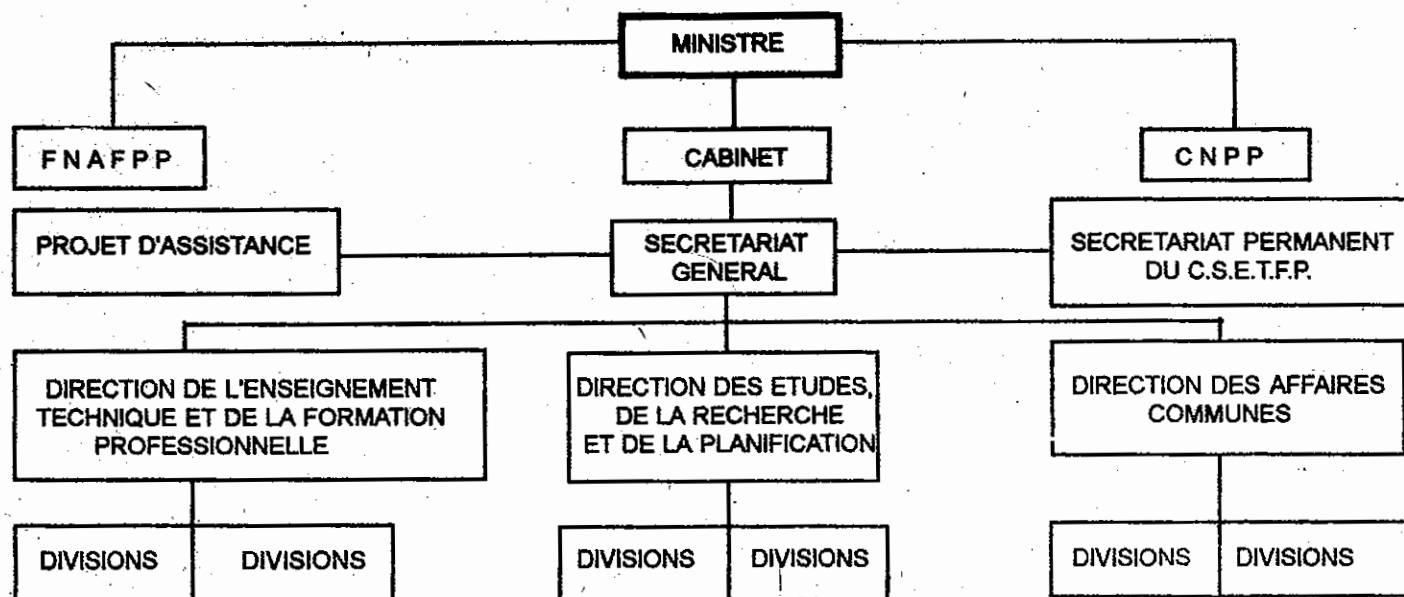 MINISTRE
F N A F P P
CABINET
C N P P
PROJET D'ASSISTANCE
SECRETARIAT
GENERAL
SECRETARIAT PERMANENT
DU C.S.E.T.F.P.
DIRECTION DE L'ENSEIGNEMENT
TECHNIQUE ET DE LA FORMATION
PROFESSIONNELLE
DIRECTION DES ETUDES,
DE LA RECHERCHE
ET DE LA PLANIFICATION
DIRECTION DES AFFAIRES
COMMUNES
DIVISIONS
DIVISIONS
DIVISIONS
DIVISIONS
DIVISIONS
DIVISIONS